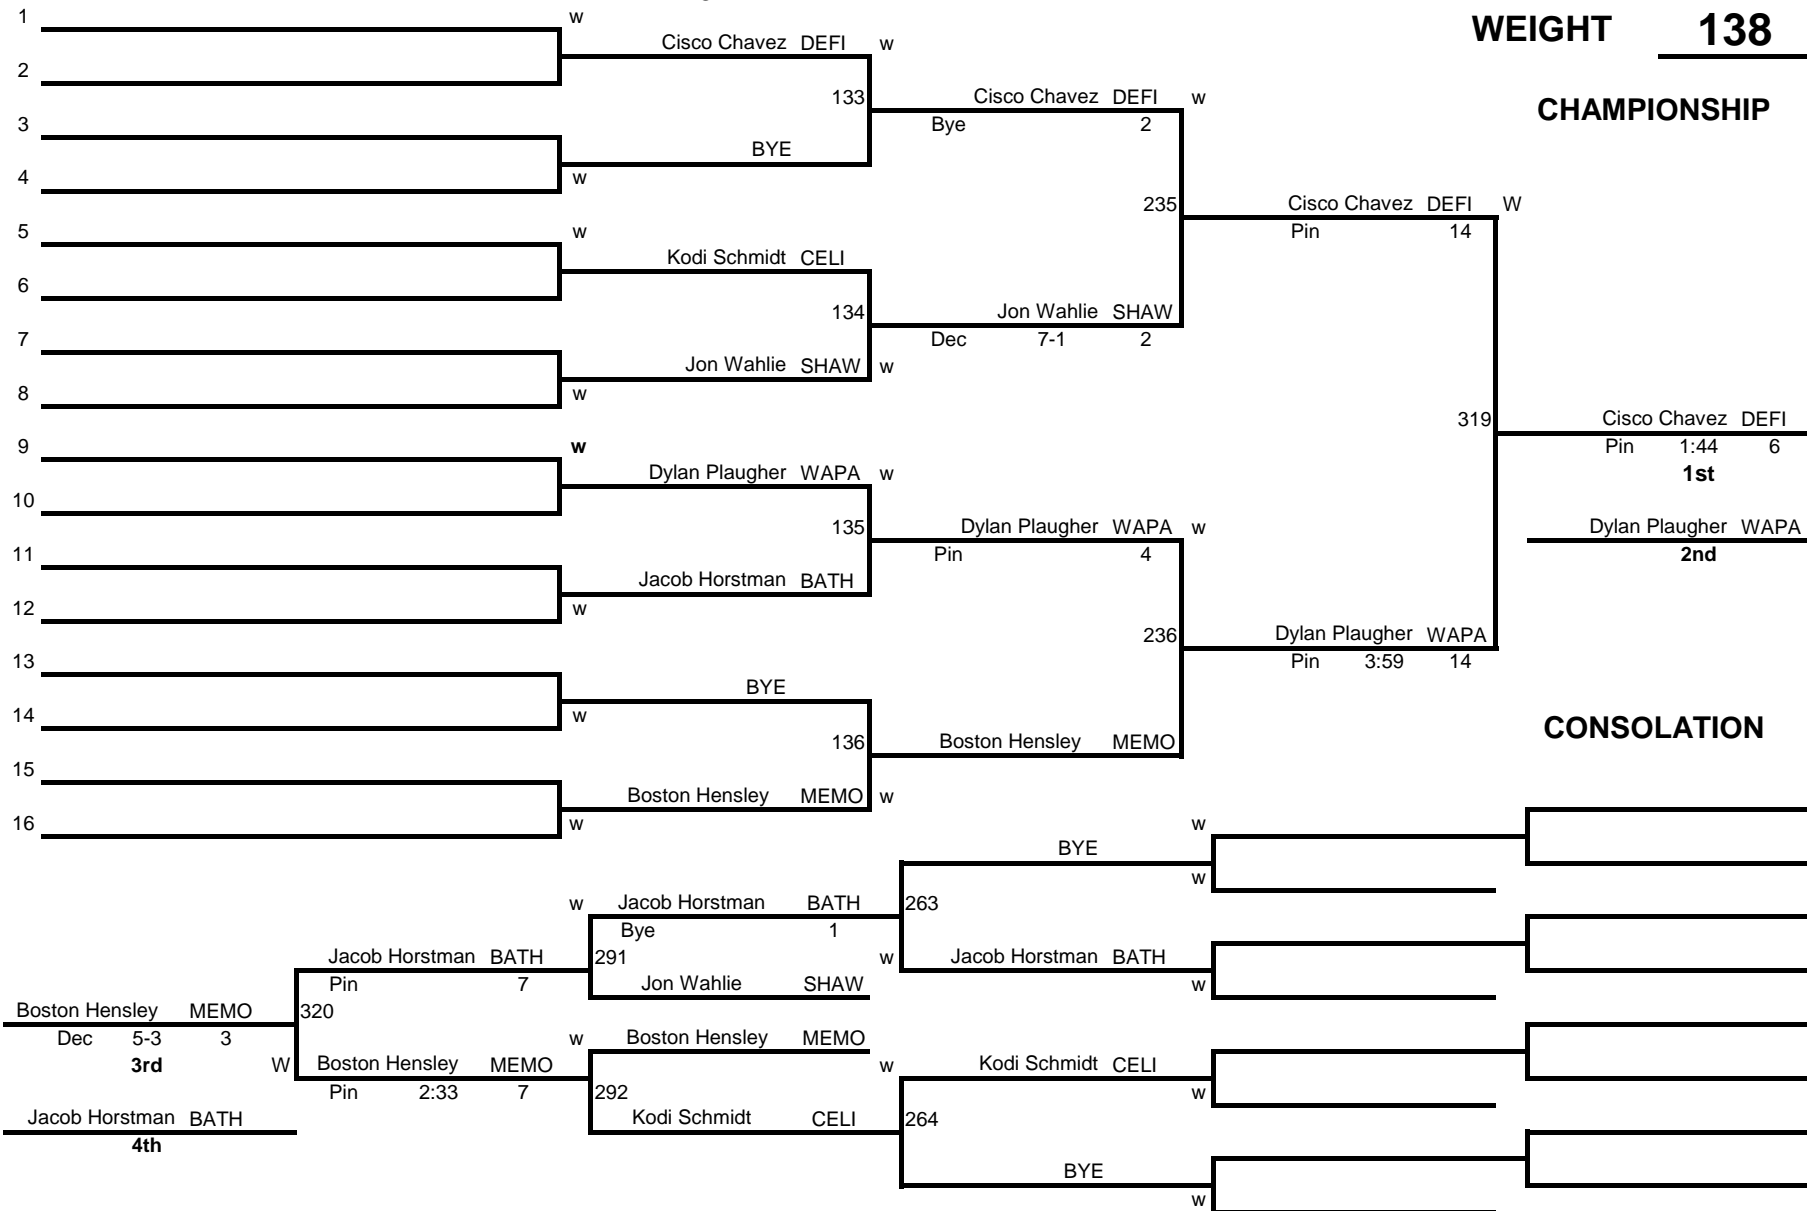 1
w
WEIGHT 138
Cisco Chavez DEFI w
2
133
Cisco Chavez DEFI w
CHAMPIONSHIP
Bye 2
3
BYE
4
w
235
Cisco Chavez DEFI W
Pin 14
5
w
Kodi Schmidt CELI
6
134
Jon Wahlie SHAW
Dec 7-1 2
7
Jon Wahlie SHAW w
8
w
319
Cisco Chavez DEFI
Pin 1:44 6
1st
9
w
Dylan Plaugher WAPA w
10
135
Dylan Plaugher WAPA w
Pin 4
Dylan Plaugher WAPA
2nd
11
Jacob Horstman BATH
12
w
236
Dylan Plaugher WAPA
Pin 3:59 14
13
BYE
14
w
136
Boston Hensley MEMO
CONSOLATION
15
Boston Hensley MEMO w
16
w
w
BYE
w
w
Jacob Horstman BATH
263
Bye 1
Jacob Horstman BATH
291
w
Jacob Horstman BATH
Pin 7
Jon Wahlie SHAW
w
Boston Hensley MEMO
320
Dec 5-3 3
3rd
w
Boston Hensley MEMO
W
Boston Hensley MEMO
w
Kodi Schmidt CELI
Pin 2:33 7
292
w
Jacob Horstman BATH
4th
Kodi Schmidt CELI
264
BYE
w